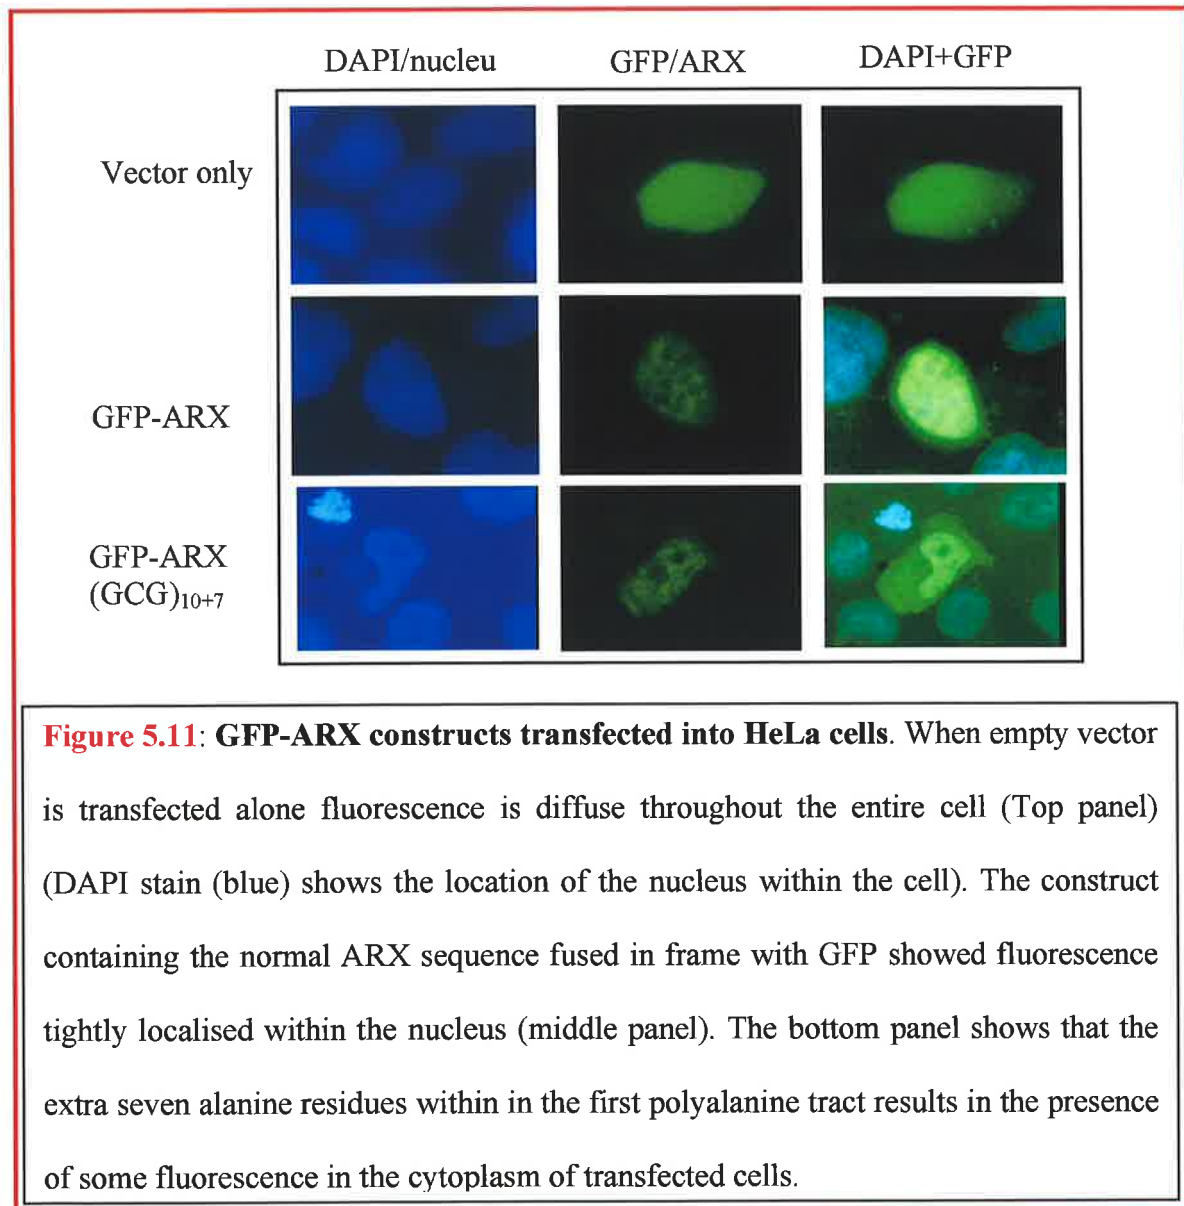 DAPI/nucleu GFP/ARX DAPI+GFP
Vector only
GFP-ARX
GFP-ARX
(GCG)10+7
Figure 5.11: GFP-ARX constructs transfected into HeLa cells. When empty vector
is transfected alone fluorescence is diffuse throughout the entire cell (Top panel)
(DAPI stain (blue) shows the location of the nucleus within the cell). The construct
containing the normal ARX sequence fused in frame with GFP showed fluorescence
tightly localised within the nucleus (middle panel). The bottom panel shows that the
extra seven alanine residues within in the first polyalanine tract results in the presence
of some fluorescence in the cytoplasm of transfected cells.